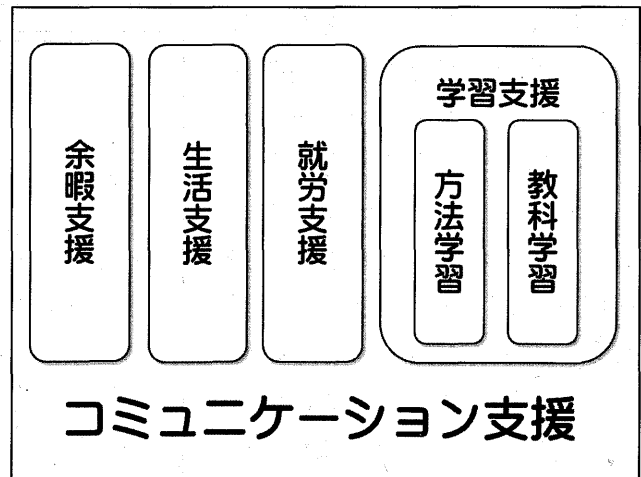 余暇支援
生活支援
就労支援
学習支援
方法学習
教科学習
コミュニケーション支援